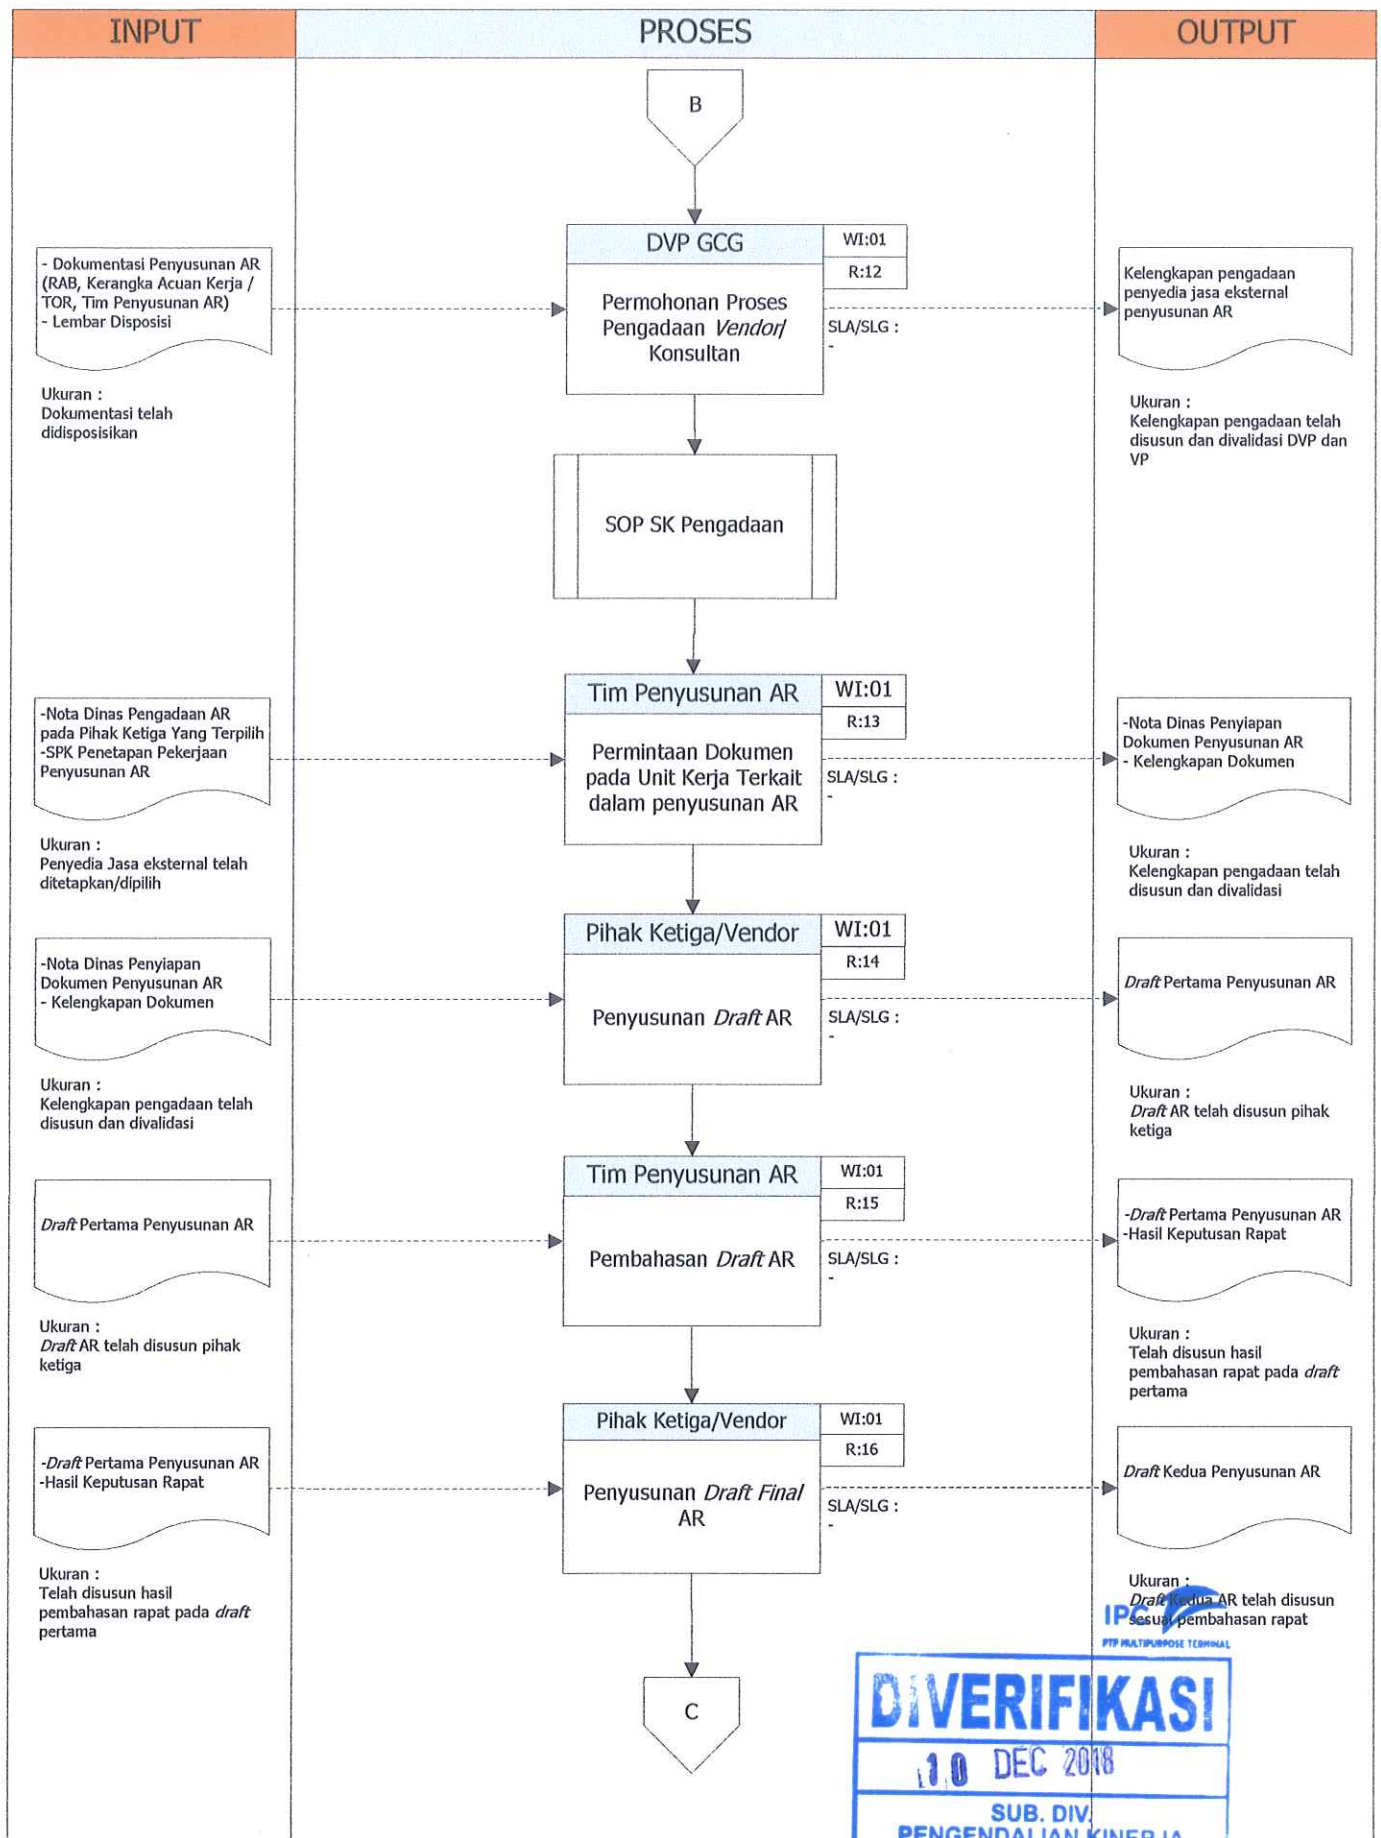 INPUT
PROSES
OUTPUT
B
- Dokumentasi Penyusunan AR
(RAB, Kerangka Acuan Kerja /
TOR, Tim Penyusunan AR)
- Lembar Disposisi
Ukuran :
Dokumentasi telah
didisposisikan
DVP GCG
WI:01
R:12
Permohonan Proses
Pengadaan Vendor/
Konsultan
SLA/SLG :
-
Kelengkapan pengadaan
penyedia jasa eksternal
penyusunan AR
Ukuran :
Kelengkapan pengadaan telah
disusun dan divalidasi DVP dan
VP
SOP SK Pengadaan
-Nota Dinas Pengadaan AR
pada Pihak Ketiga Yang Terpilih
-SPK Penetapan Pekerjaan
Penyusunan AR
Ukuran :
Penyedia Jasa eksternal telah
ditetapkan/dipilih
Tim Penyusunan AR
WI:01
R:13
Permintaan Dokumen
pada Unit Kerja Terkait
dalam penyusunan AR
SLA/SLG :
-
-Nota Dinas Penyiapan
Dokumen Penyusunan AR
- Kelengkapan Dokumen
Ukuran :
Kelengkapan pengadaan telah
disusun dan divalidasi
-Nota Dinas Penyiapan
Dokumen Penyusunan AR
- Kelengkapan Dokumen
Ukuran :
Kelengkapan pengadaan telah
disusun dan divalidasi
Pihak Ketiga/Vendor
WI:01
R:14
Penyusunan Draft AR
SLA/SLG :
-
Draft Pertama Penyusunan AR
Ukuran :
Draft AR telah disusun pihak
ketiga
Draft Pertama Penyusunan AR
Ukuran :
Draft AR telah disusun pihak
ketiga
Tim Penyusunan AR
WI:01
R:15
Pembahasan Draft AR
SLA/SLG :
-
-Draft Pertama Penyusunan AR
-Hasil Keputusan Rapat
Ukuran :
Telah disusun hasil
pembahasan rapat pada draft
pertama
-Draft Pertama Penyusunan AR
-Hasil Keputusan Rapat
Ukuran :
Telah disusun hasil
pembahasan rapat pada draft
pertama
Pihak Ketiga/Vendor
WI:01
R:16
Penyusunan Draft Final
AR
SLA/SLG :
-
Draft Kedua Penyusunan AR
Ukuran :
Draft Kedua AR telah disusun
sesuai pembahasan rapat
C
IPC
PTP MULTIPURPOSE TERMINAL
DIVERIFIKASI
10 DEC 2018
SUB. DIV.
PENGENDALIAN KINERJA